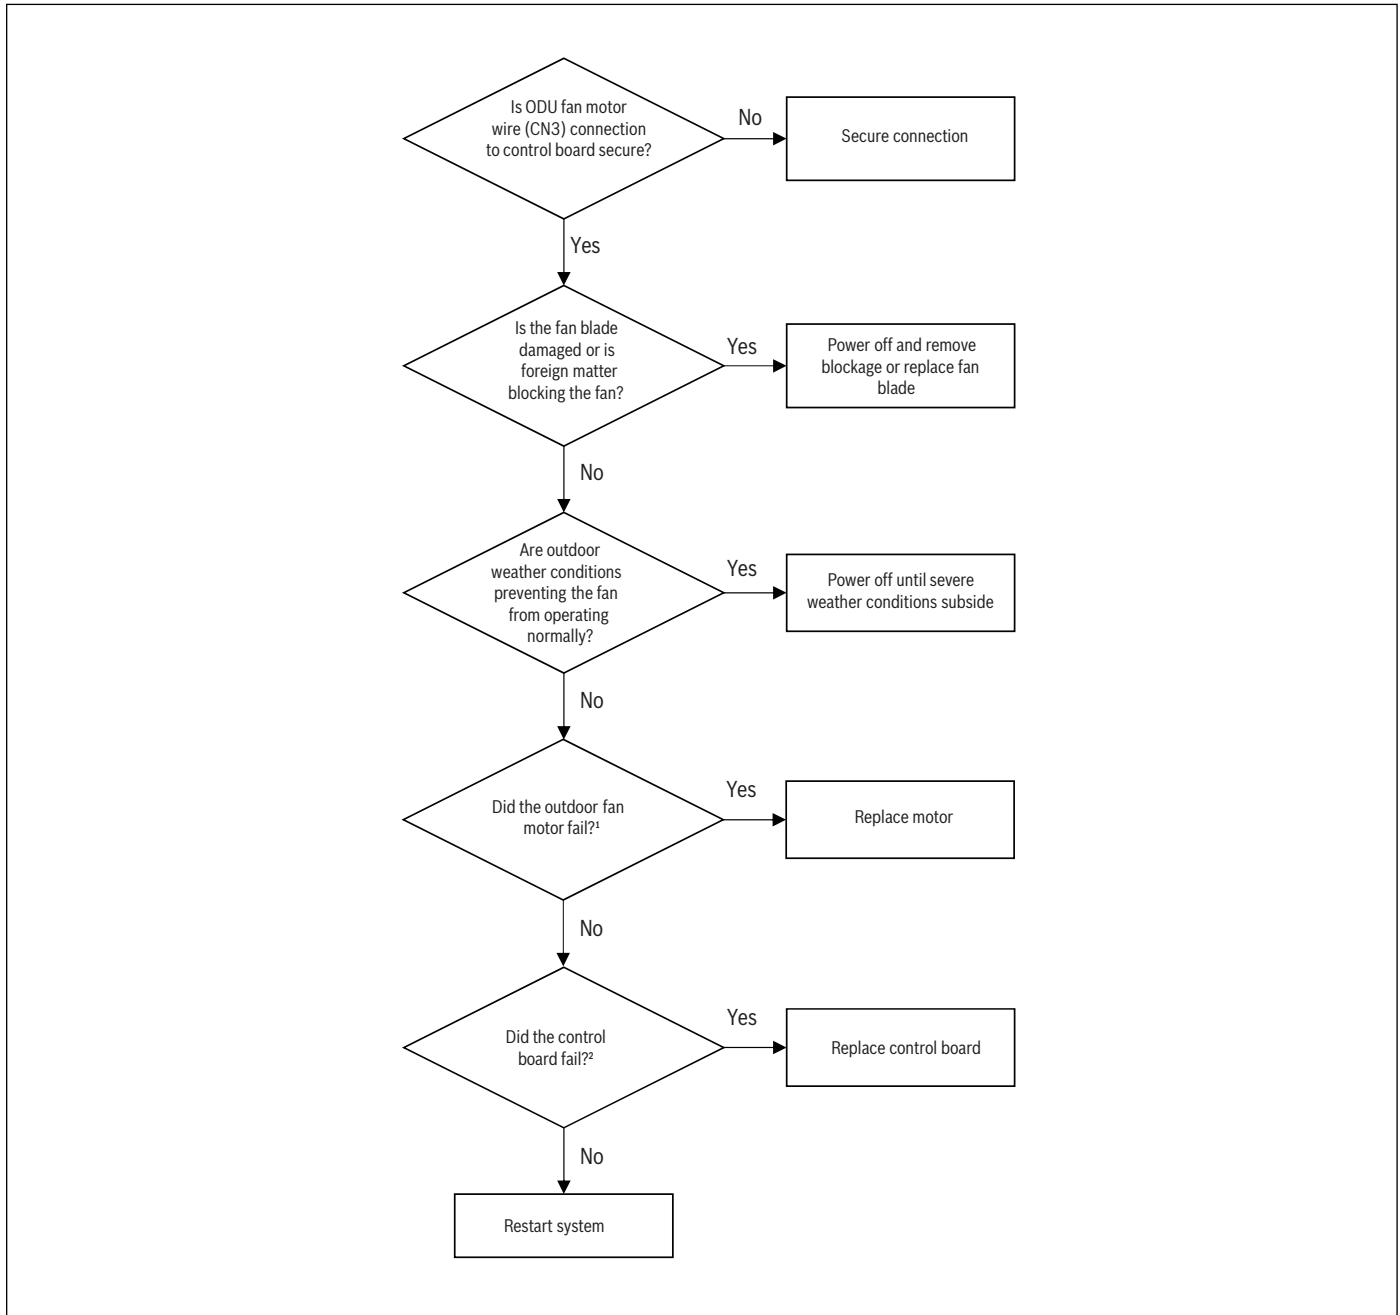 Is ODU fan motor
wire (CN3) connection
to control board secure?
No
Secure connection
Yes
Is the fan blade
damaged or is
foreign matter
blocking the fan?
Yes
Power off and remove
blockage or replace fan
blade
No
Are outdoor
weather conditions
preventing the fan
from operating
normally?
Yes
Power off until severe
weather conditions subside
No
Did the outdoor fan
motor fail?¹
Yes
Replace motor
No
Did the control
board fail?²
Yes
Replace control board
No
Restart system